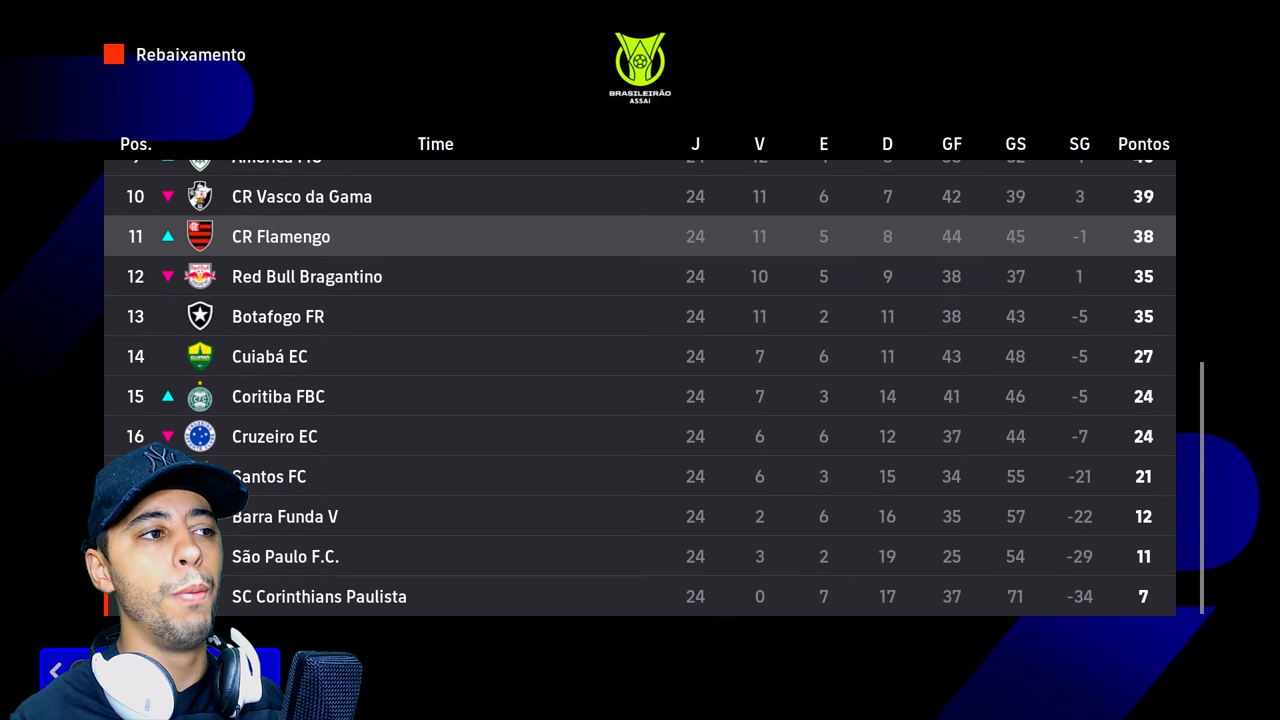 Rebaixamento
BRASILEIRÃO
ASSAÍ
Pos. Time J V E D GF GS SG Pontos
10 CR Vasco da Gama 24 11 6 7 42 39 3 39
11 CR Flamengo 24 11 5 8 44 45 -1 38
12 Red Bull Bragantino 24 10 5 9 38 37 1 35
13 Botafogo FR 24 11 2 11 38 43 -5 35
14 Cuiabá EC 24 7 6 11 43 48 -5 27
15 Coritiba FBC 24 7 3 14 41 46 -5 24
16 Cruzeiro EC 24 6 6 12 37 44 -7 24
Santos FC 24 6 3 15 34 55 -21 21
Barra Funda V 24 2 6 16 35 57 -22 12
São Paulo F.C. 24 3 2 19 25 54 -29 11
SC Corinthians Paulista 24 0 7 17 37 71 -34 7